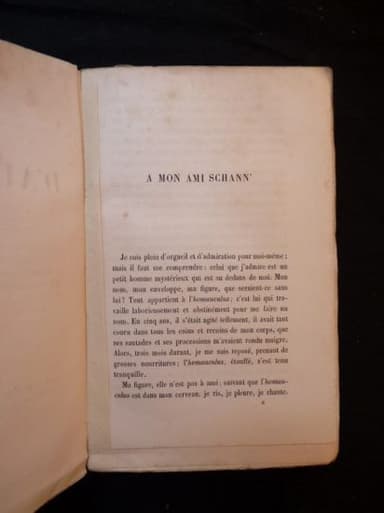 A MON AMI SCHANN'
Je suis plein d'orgueil et d'admiration pour moi-même;
mais il faut me comprendre: celui que j'admire est un
petit homme mystérieux qui est au dedans de moi. Mon
nom, mon enveloppe, ma figure, que seraient-ce sans
lui? Tout appartient à l'homunculus; c'est lui qui tra-
vaille laborieusement et obstinément pour me faire un
nom. En cinq ans, il s'était agité tellement, il avait tant
couru dans tous les coins et recoins de mon corps, que
ses sautades et ses processions m'avaient rendu maigre.
Alors, trois mois durant, je me suis reposé, prenant de
grosses nourritures; l'homunculus, étouffé, s'est tenu
tranquille.
Ma figure, elle n'est pas à moi; suivant que l'homun-
culus est dans mon cerveau, je ris, je pleure, je chante.